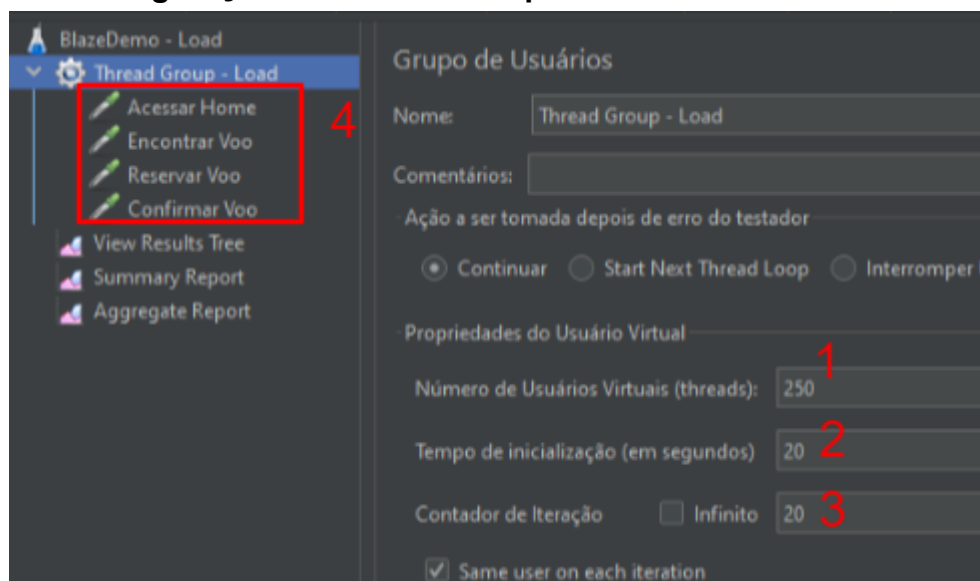 BlazeDemo - Load
Thread Group - Load
Acessar Home
Encontrar Voo
Reservar Voo
Confirmar Voo
4
View Results Tree
Summary Report
Aggregate Report
Grupo de Usuários
Nome: Thread Group - Load
Comentários:
Ação a ser tomada depois de erro do testador
Continuar Start Next Thread Loop Interromper
Propriedades do Usuário Virtual
1
Número de Usuários Virtuais (threads): 250
Tempo de inicialização (em segundos) 20 2
Contador de Iteração Infinito 20 3
Same user on each iteration